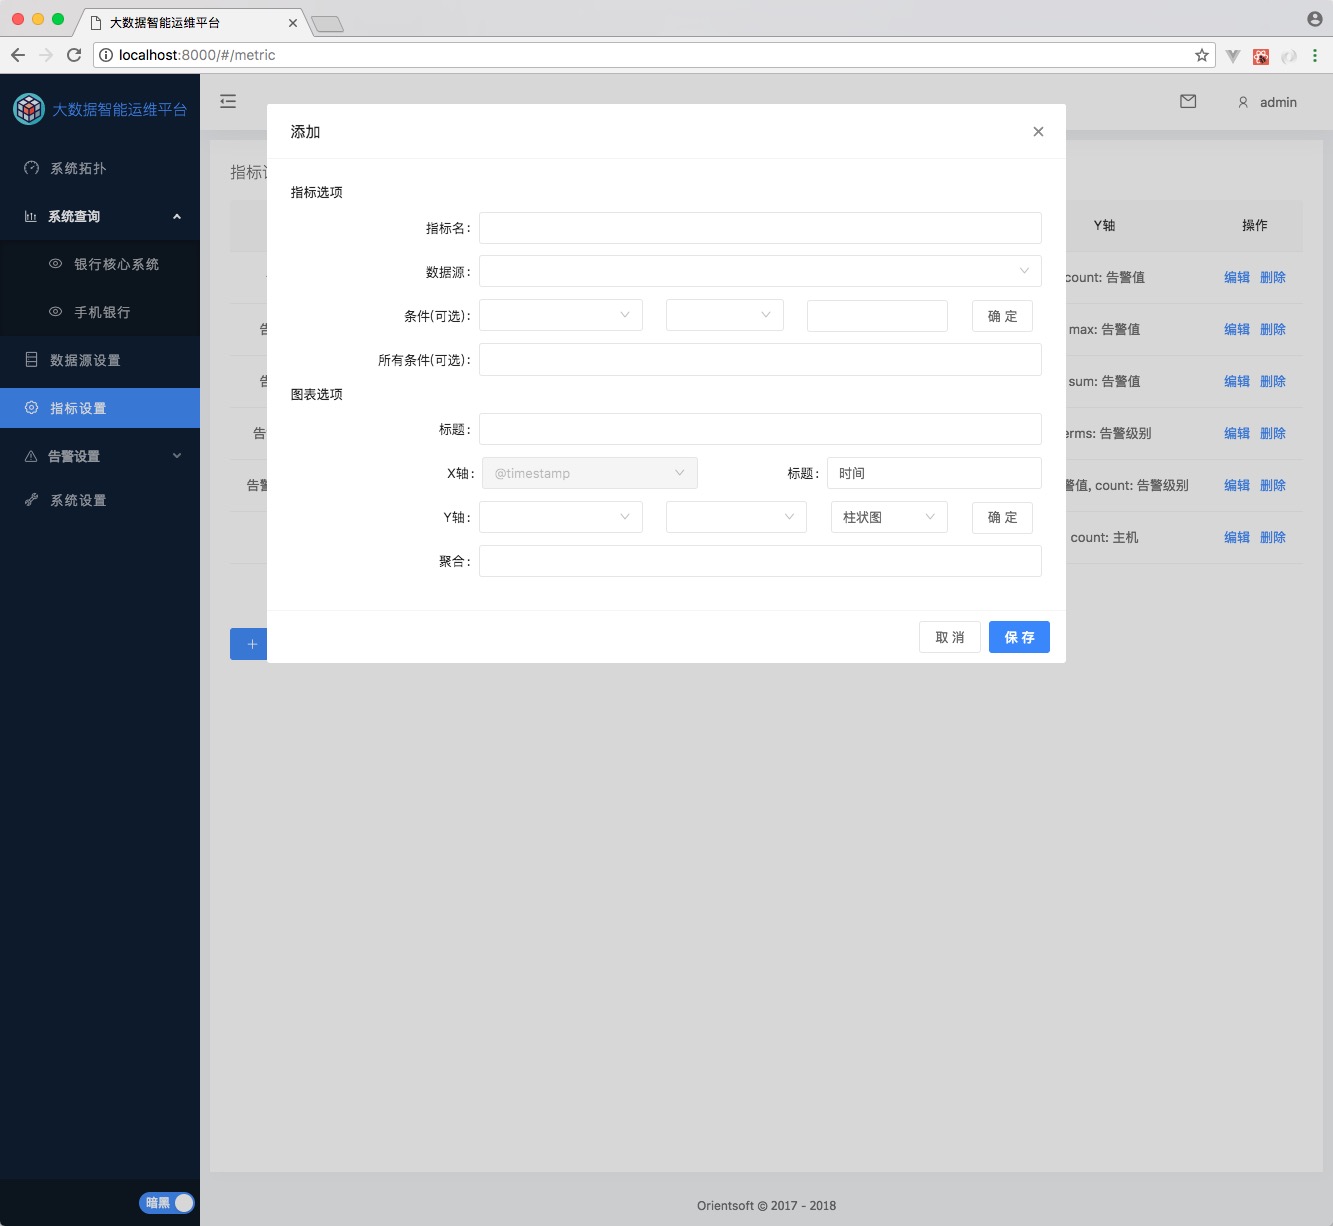 大数据智能运维平台
localhost:8000/#/metric
大数据智能运维平台
admin
系统拓扑
系统查询
银行核心系统
手机银行
数据源设置
指标设置
告警设置
系统设置
暗黑
指标
Y轴 操作
count: 告警值 编辑 删除
告 max: 告警值 编辑 删除
告 sum: 告警值 编辑 删除
告 erms: 告警级别 编辑 删除
告警 警值, count: 告警级别 编辑 删除
count: 主机 编辑 删除
添加
指标选项
指标名:
数据源:
条件(可选): 确 定
所有条件(可选):
图表选项
标题:
X轴: @timestamp 标题: 时间
Y轴: 柱状图 确 定
聚合:
取 消 保 存
Orientsoft © 2017 - 2018